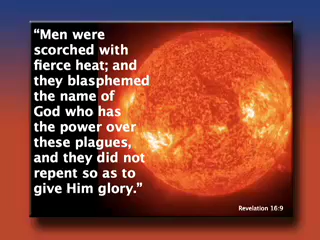 “Men were
scorched with
fierce heat; and
they blasphemed
the name of
God who has
the power over
these plagues,
and they did not
repent so as to
give Him glory.”
Revelation 16:9